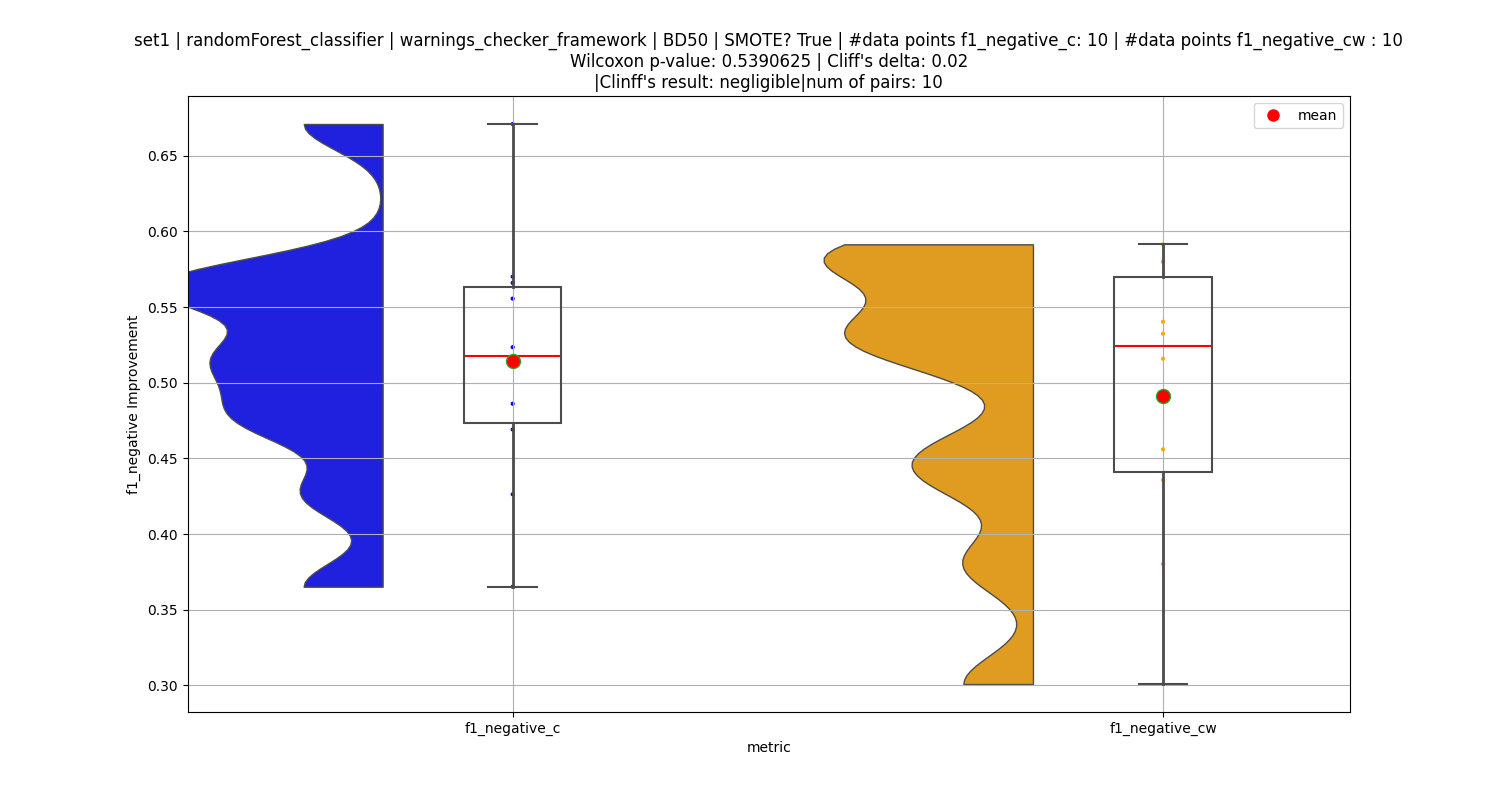 set1 | randomForest_classifier | warnings_checker_framework | BD50 | SMOTE? True | #data points f1_negative_c: 10 | #data points f1_negative_cw : 10
Wilcoxon p-value: 0.5390625 | Cliff's delta: 0.02
|Clinff's result: negligible|num of pairs: 10
mean
0.65
0.60
0.55
0.50
0.45
0.40
0.35
0.30
f1_negative Improvement
f1_negative_c
f1_negative_cw
metric